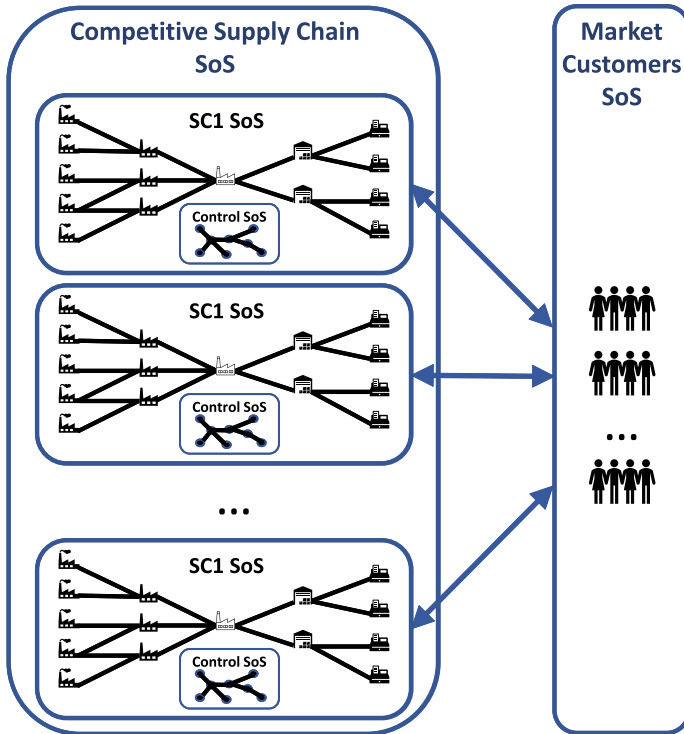 Competitive Supply Chain
SoS
SC1 SoS
Control SoS
SC1 SoS
Control SoS
...
SC1 SoS
Control SoS
Market
Customers
SoS
...